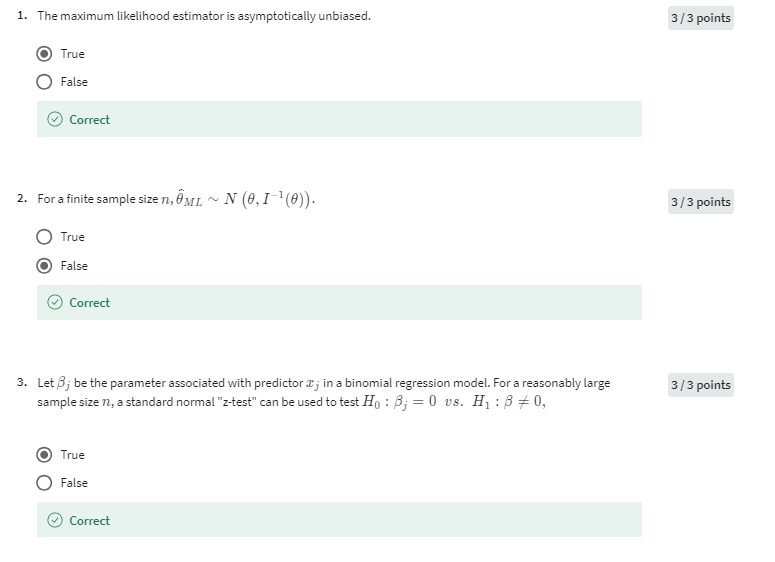 1. The maximum likelihood estimator is asymptotically unbiased.
3 / 3 points
True
False
Correct
2. For a finite sample size n, θ̂_ML ∼ N (θ, I⁻¹(θ)).
3 / 3 points
True
False
Correct
3. Let β_j be the parameter associated with predictor x_j in a binomial regression model. For a reasonably large
3 / 3 points
sample size n, a standard normal "z-test" can be used to test H₀ : β_j = 0 vs. H₁ : β ≠ 0,
True
False
Correct